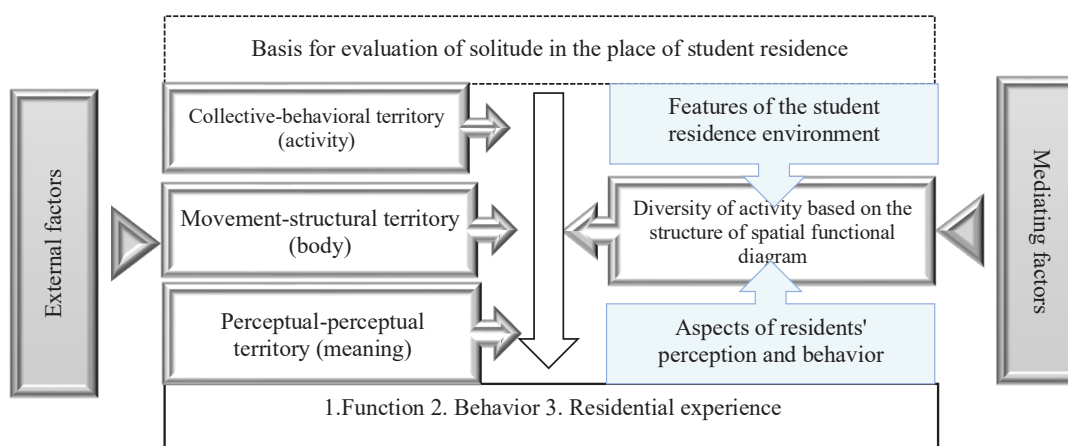 Basis for evaluation of solitude in the place of student residence
External factors
Collective-behavioral territory
(activity)
Movement-structural territory
(body)
Perceptual-perceptual
territory (meaning)
Features of the student
residence environment
Diversity of activity based on the
structure of spatial functional
diagram
Aspects of residents'
perception and behavior
Mediating factors
1.Function 2. Behavior 3. Residential experience